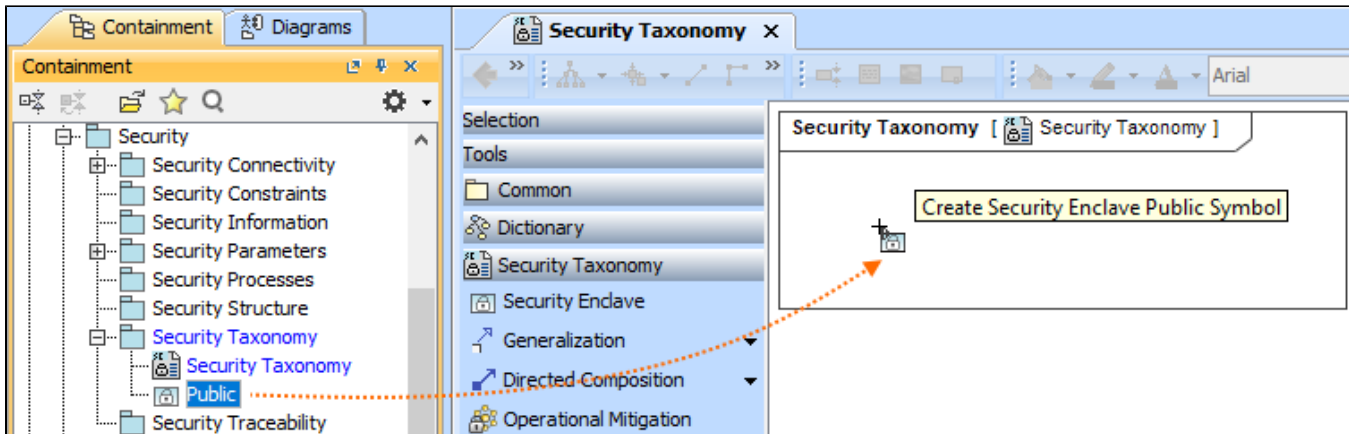 Containment
Diagrams
Containment
Security
Security Connectivity
Security Constraints
Security Information
Security Parameters
Security Processes
Security Structure
Security Taxonomy
Security Taxonomy
Public
Security Traceability
Security Taxonomy X
Arial
Selection
Tools
Common
Dictionary
Security Taxonomy
Security Enclave
Generalization
Directed Composition
Operational Mitigation
Security Taxonomy [ Security Taxonomy ]
Create Security Enclave Public Symbol